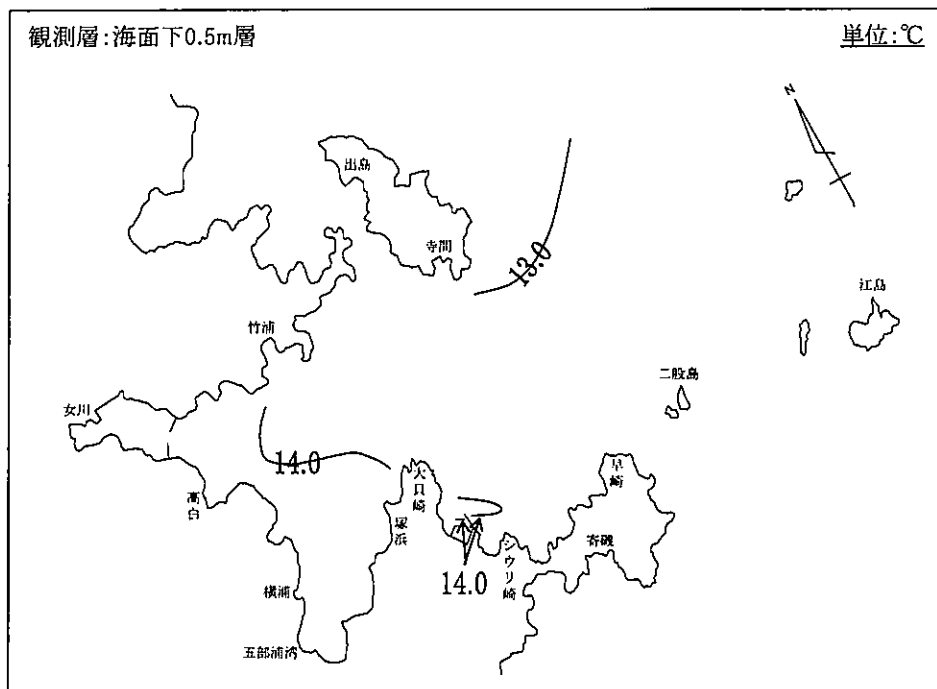 観測層:海面下0.5m層
単位:℃
N
出島
寺間
13.0
江島
竹浦
二股島
女川
14.0
大貝崎
早崎
高白
塚浜
寄磯
シウリ崎
14.0
横浦
五部浦湾